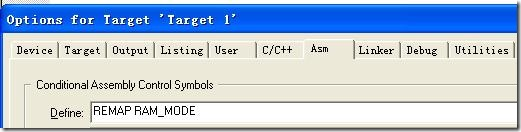 Options for Target 'Target 1'
Device Target Output Listing User C/C++ Asm Linker Debug Utilities
Conditional Assembly Control Symbols
Define: REMAP RAM_MODE